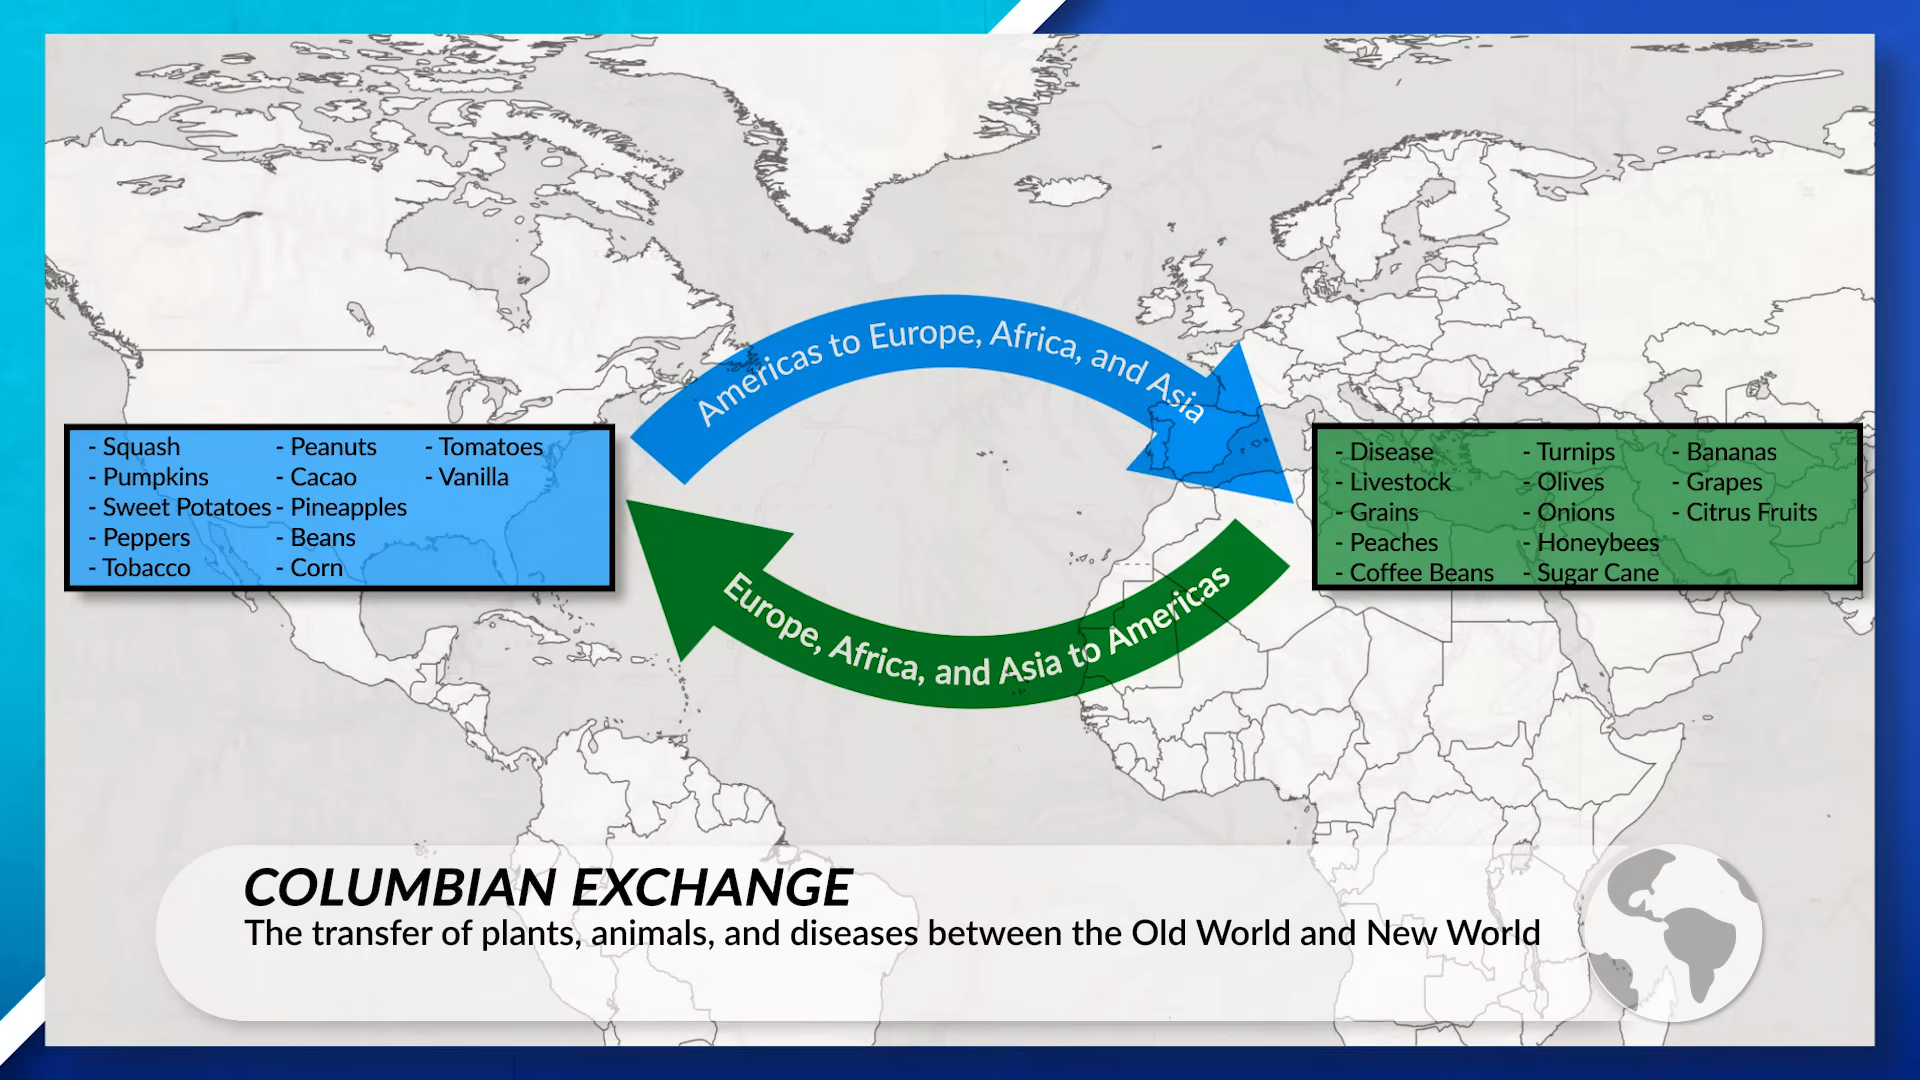 Americas to Europe, Africa, and Asia
- Squash
- Pumpkins
- Sweet Potatoes
- Peppers
- Tobacco
- Peanuts
- Cacao
- Pineapples
- Beans
- Corn
- Tomatoes
- Vanilla
- Disease
- Livestock
- Grains
- Peaches
- Coffee Beans
- Turnips
- Olives
- Onions
- Honeybees
- Sugar Cane
- Bananas
- Grapes
- Citrus Fruits
Europe, Africa, and Asia to Americas
COLUMBIAN EXCHANGE
The transfer of plants, animals, and diseases between the Old World and New World